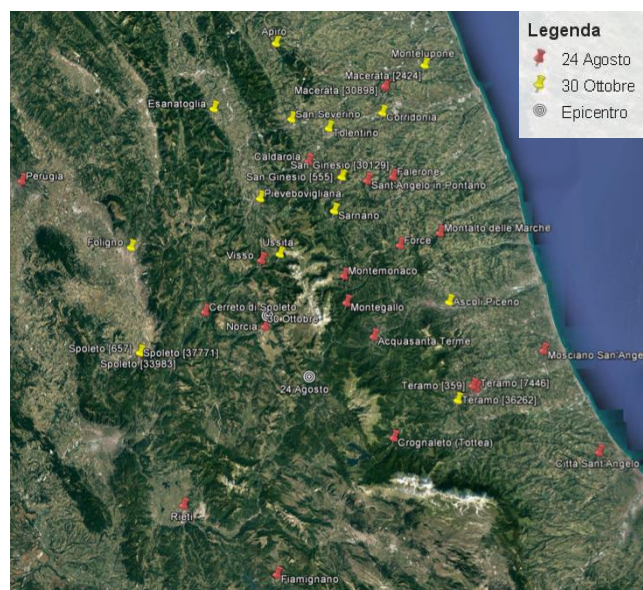 Legenda
24 Agosto
30 Ottobre
Epicentro
Apiro
Montelupone
Macerata [2424]
Macerata [30898]
Esanatoglia
San Severino
Corridonia
Tolentino
Caldarola
San Ginesio [30129]
Perugia
San Ginesio [555]
Falerone
Sant'Angelo in Pontano
Pievebovigliana
Sarnano
Montalto delle Marche
Foligno
Ussita
Force
Visso
Montemonaco
Cerreto di Spoleto
Montegallo
Ascoli Piceno
30 Ottobre
Norcia
Acquasanta Terme
Spoleto [657]
Spoleto [37771]
Mosciano San'Ange
Spoleto [33983]
24 Agosto
Teramo [359]
Teramo [7446]
Teramo [36262]
Crognaleto (Tottea)
Città Sant'Angelo
Rieti
Fiamignano